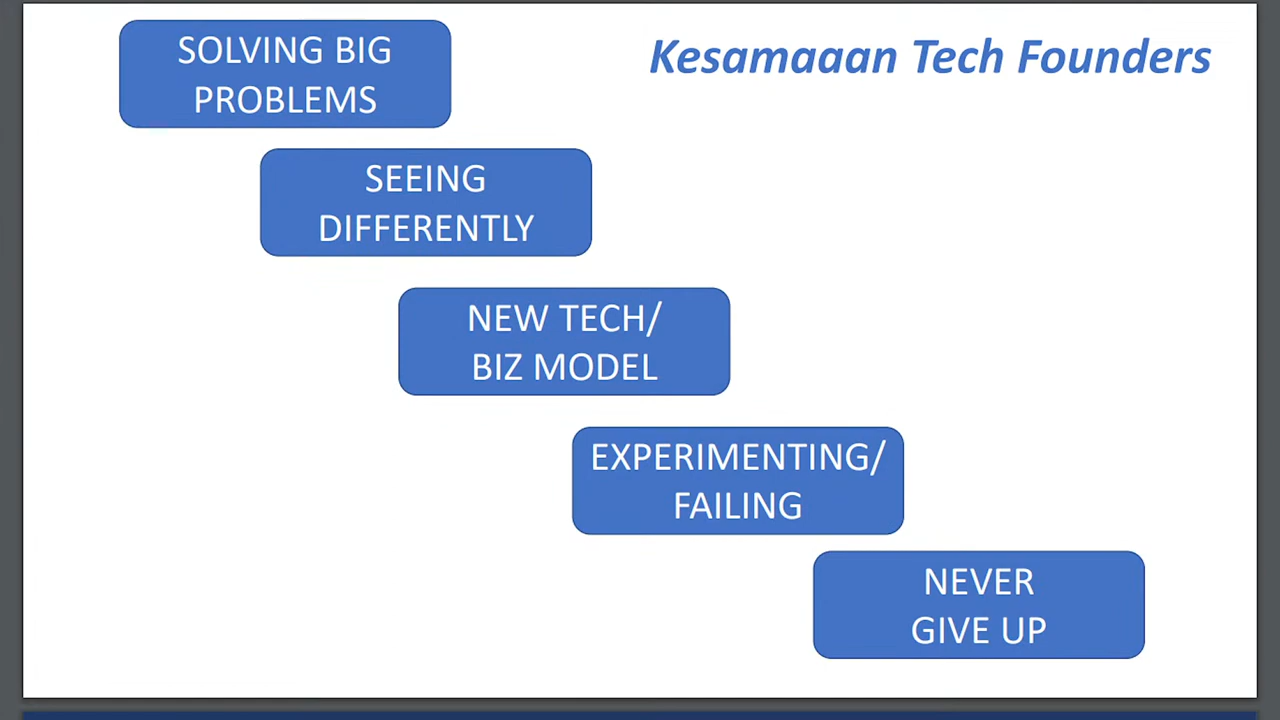 Kesamaaan Tech Founders
SOLVING BIG
PROBLEMS
SEEING
DIFFERENTLY
NEW TECH/
BIZ MODEL
EXPERIMENTING/
FAILING
NEVER
GIVE UP